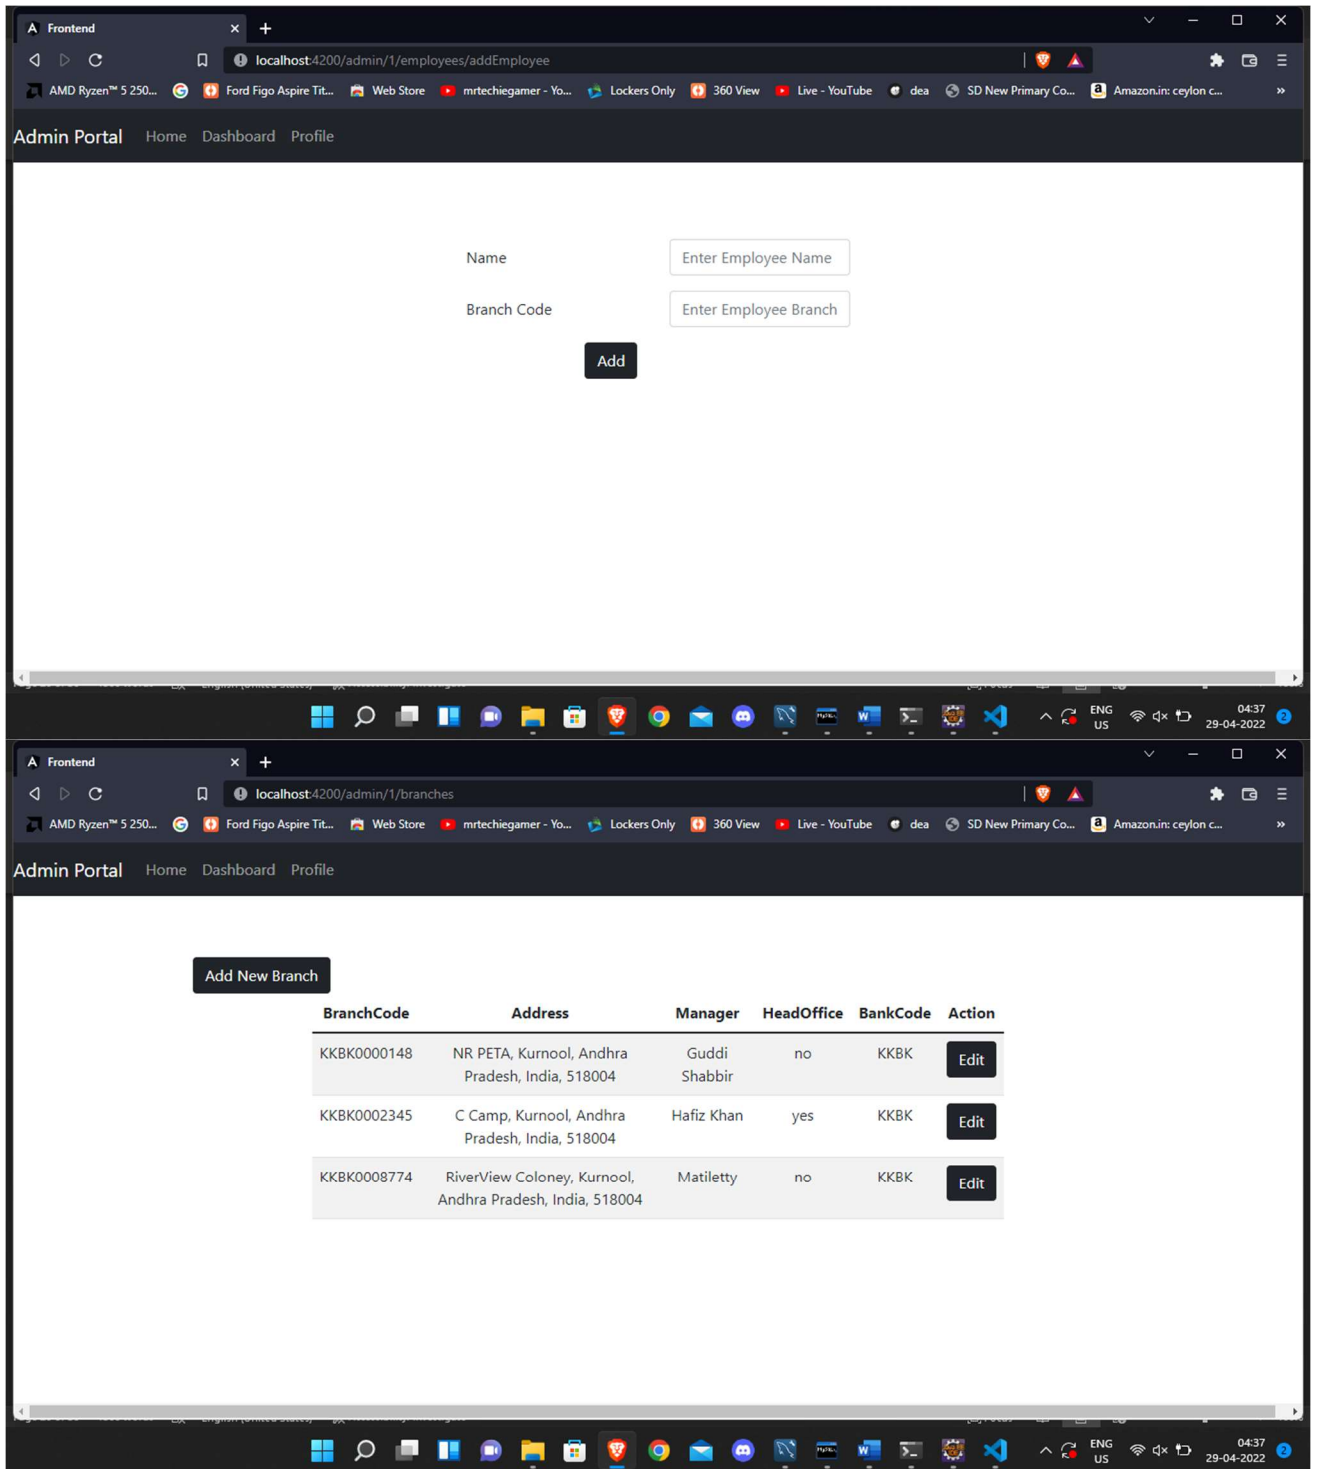 Frontend
localhost:4200/admin/1/employees/addEmployee
AMD Ryzen™ 5 250... Ford Figo Aspire Tit... Web Store mrtechiegamer - Yo... Lockers Only 360 View Live - YouTube dea SD New Primary Co... Amazon.in: ceylon c... »
Admin Portal Home Dashboard Profile
Name Enter Employee Name
Branch Code Enter Employee Branch
Add
ENG 04:37
US 29-04-2022 2
Frontend
localhost:4200/admin/1/branches
AMD Ryzen™ 5 250... Ford Figo Aspire Tit... Web Store mrtechiegamer - Yo... Lockers Only 360 View Live - YouTube dea SD New Primary Co... Amazon.in: ceylon c... »
Admin Portal Home Dashboard Profile
Add New Branch
BranchCode Address Manager HeadOffice BankCode Action
KKBK0000148 NR PETA, Kurnool, Andhra Guddi no KKBK Edit
Pradesh, India, 518004 Shabbir
KKBK0002345 C Camp, Kurnool, Andhra Hafiz Khan yes KKBK Edit
Pradesh, India, 518004
KKBK0008774 RiverView Coloney, Kurnool, Matiletty no KKBK Edit
Andhra Pradesh, India, 518004
ENG 04:37
US 29-04-2022 2